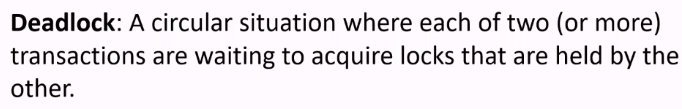 Deadlock: A circular situation where each of two (or more)
transactions are waiting to acquire locks that are held by the
other.